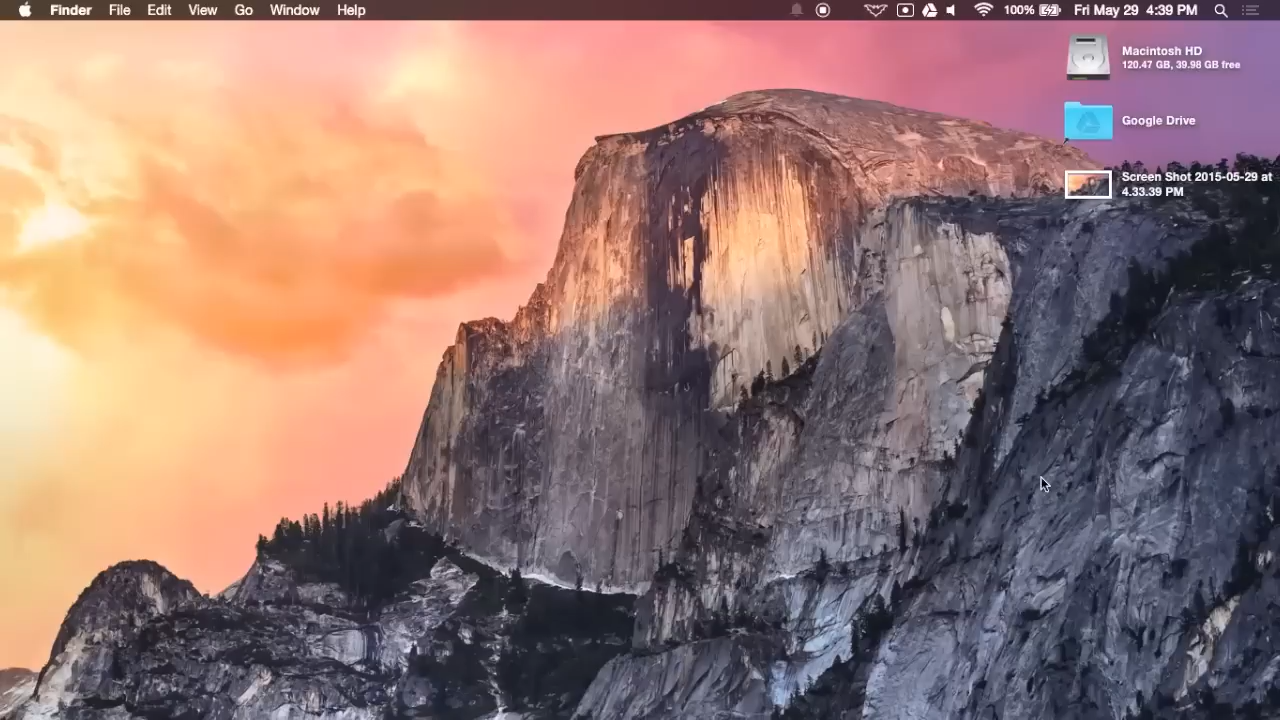 Finder File Edit View Go Window Help 100% Fri May 29 4:39 PM
Macintosh HD
120.47 GB, 39.98 GB free
Google Drive
Screen Shot 2015-05-29 at
4.33.39 PM